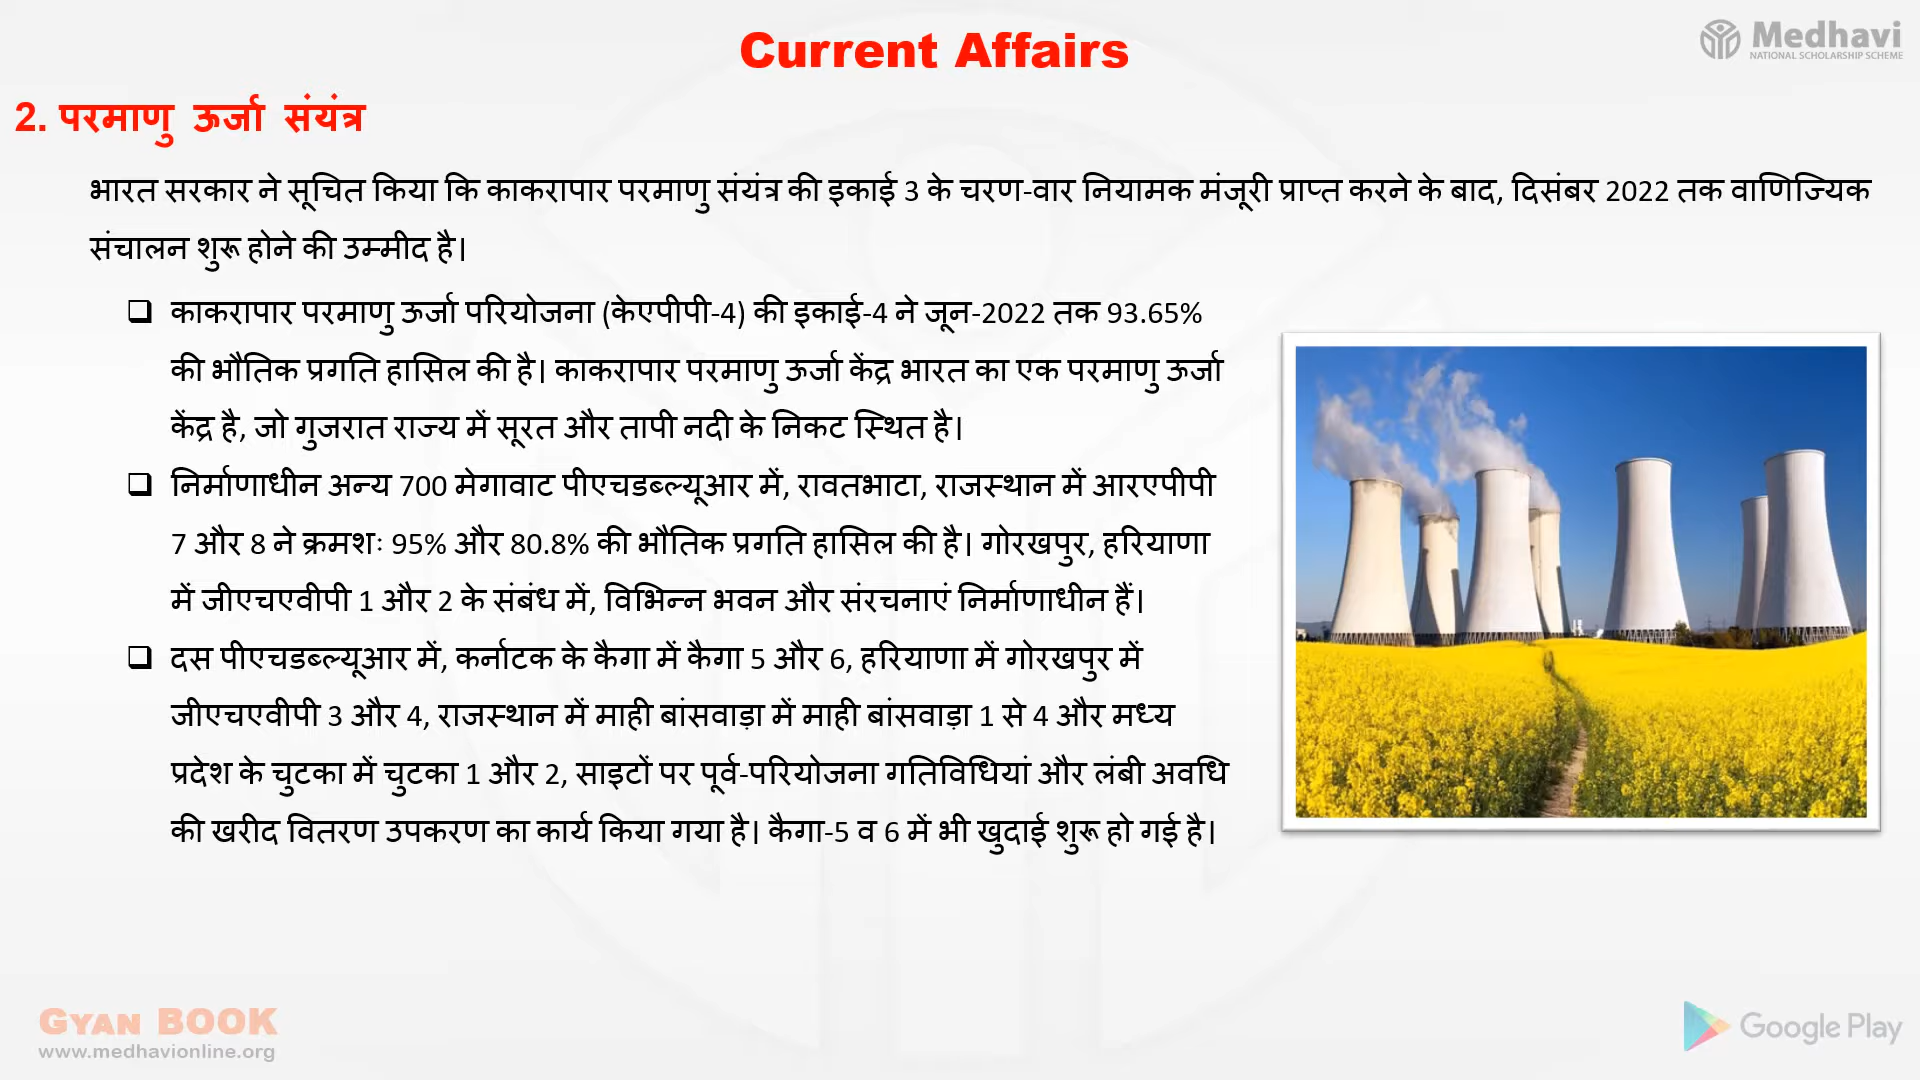 Current Affairs
Medhavi
NATIONAL SCHOLARSHIP SCHEME
2. परमाणु ऊर्जा संयंत्र
भारत सरकार ने सूचित किया कि काकरापार परमाणु संयंत्र की इकाई 3 के चरण-वार नियामक मंजूरी प्राप्त करने के बाद, दिसंबर 2022 तक वाणिज्यिक
संचालन शुरू होने की उम्मीद है।
❑ काकरापार परमाणु ऊर्जा परियोजना (केएपीपी-4) की इकाई-4 ने जून-2022 तक 93.65%
की भौतिक प्रगति हासिल की है। काकरापार परमाणु ऊर्जा केंद्र भारत का एक परमाणु ऊर्जा
केंद्र है, जो गुजरात राज्य में सूरत और तापी नदी के निकट स्थित है।
❑ निर्माणाधीन अन्य 700 मेगावाट पीएचडब्ल्यूआर में, रावतभाटा, राजस्थान में आरएपीपी
7 और 8 ने क्रमशः 95% और 80.8% की भौतिक प्रगति हासिल की है। गोरखपुर, हरियाणा
में जीएचएवीपी 1 और 2 के संबंध में, विभिन्न भवन और संरचनाएं निर्माणाधीन हैं।
❑ दस पीएचडब्ल्यूआर में, कर्नाटक के कैगा में कैगा 5 और 6, हरियाणा में गोरखपुर में
जीएचएवीपी 3 और 4, राजस्थान में माही बांसवाड़ा में माही बांसवाड़ा 1 से 4 और मध्य
प्रदेश के चुटका में चुटका 1 और 2, साइटों पर पूर्व-परियोजना गतिविधियां और लंबी अवधि
की खरीद वितरण उपकरण का कार्य किया गया है। कैगा-5 व 6 में भी खुदाई शुरू हो गई है।
GYAN BOOK
www.medhavionline.org
Google Play